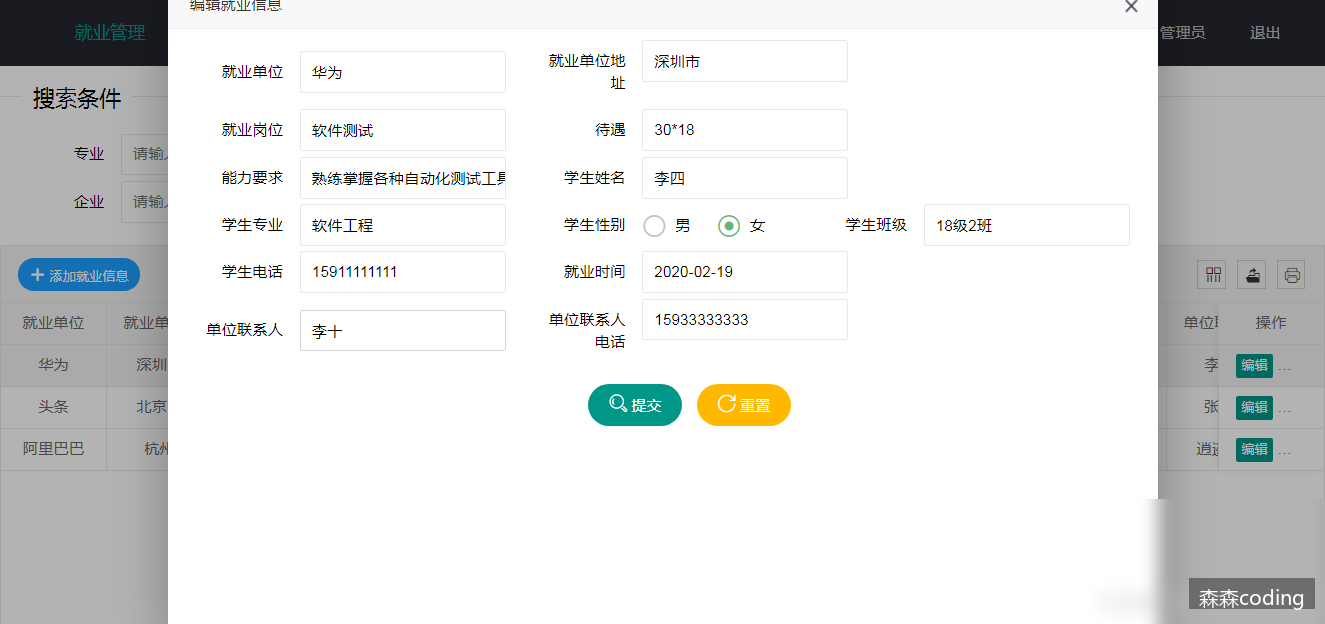 编辑就业信息
就业管理
管理员 退出
搜索条件
专业 请输入
企业 请输入
就业单位 华为 就业单位地址 深圳市
就业岗位 软件测试 待遇 30*18
能力要求 熟练掌握各种自动化测试工具 学生姓名 李四
学生专业 软件工程 学生性别 男 女 学生班级 18级2班
学生电话 15911111111 就业时间 2020-02-19
单位联系人 李十 单位联系人电话 15933333333
提交 重置
添加就业信息
就业单位 就业单 单位联 操作
华为 深圳 李 编辑 ...
头条 北京 张 编辑 ...
阿里巴巴 杭州 逍遥 编辑 ...
森森coding